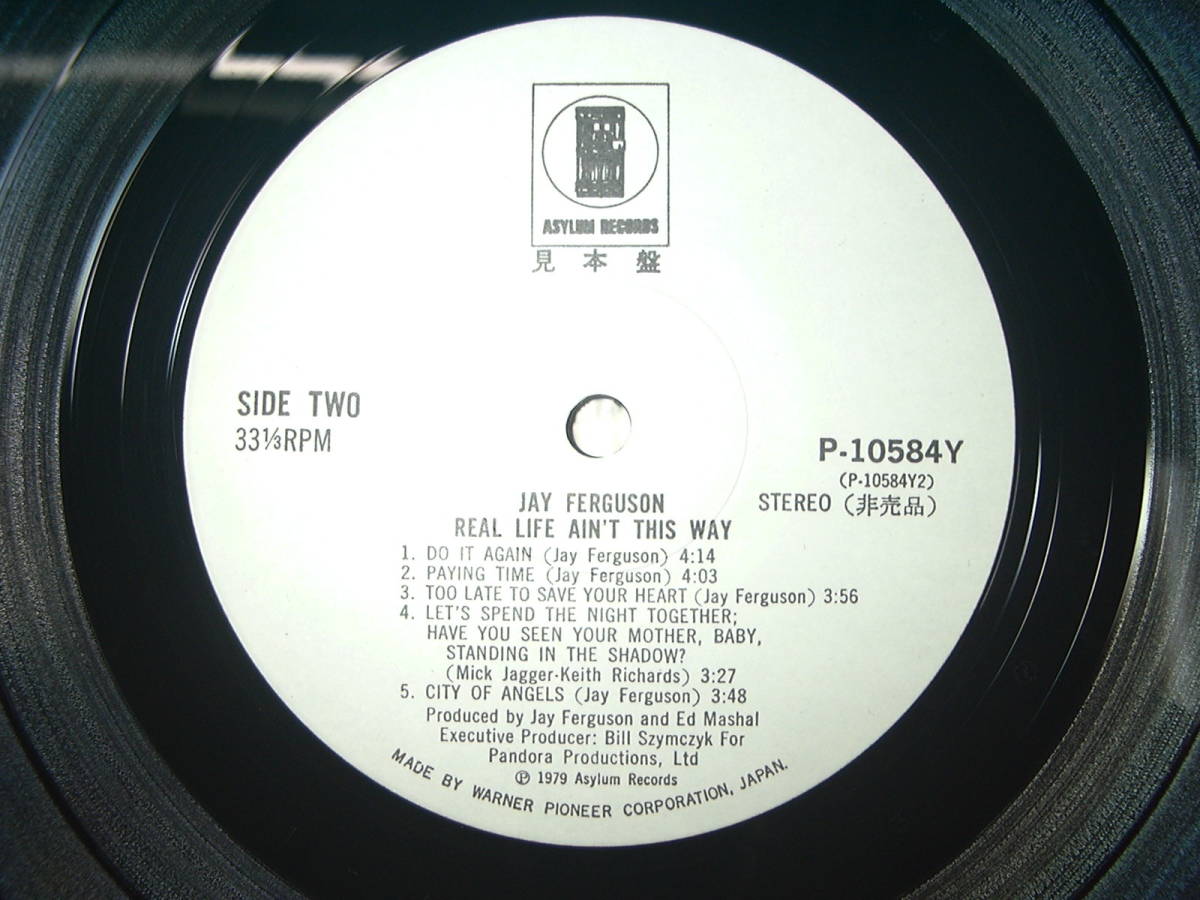 ASYLUM RECORDS
見本盤
SIDE TWO
33⅓RPM
P-10584Y
(P-10584Y2)
STEREO (非売品)
JAY FERGUSON
REAL LIFE AIN'T THIS WAY
1. DO IT AGAIN (Jay Ferguson) 4:14
2. PAYING TIME (Jay Ferguson) 4:03
3. TOO LATE TO SAVE YOUR HEART (Jay Ferguson) 3:56
4. LET'S SPEND THE NIGHT TOGETHER;
HAVE YOU SEEN YOUR MOTHER, BABY,
STANDING IN THE SHADOW?
(Mick Jagger-Keith Richards) 3:27
5. CITY OF ANGELS (Jay Ferguson) 3:48
Produced by Jay Ferguson and Ed Mashal
Executive Producer: Bill Szymczyk For
Pandora Productions, Ltd
℗ 1979 Asylum Records
MADE BY WARNER PIONEER CORPORATION, JAPAN.